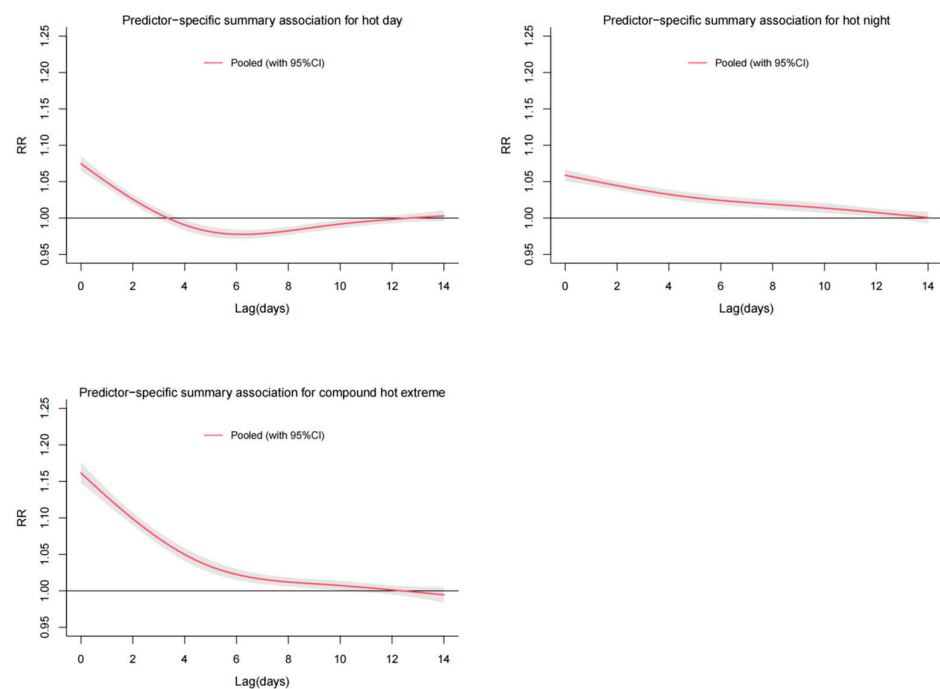 Predictor−specific summary association for hot day
Pooled (with 95%CI)
RR
1.25
1.20
1.15
1.10
1.05
1.00
0.95
0 2 4 6 8 10 12 14
Lag(days)
Predictor−specific summary association for hot night
Pooled (with 95%CI)
RR
1.25
1.20
1.15
1.10
1.05
1.00
0.95
0 2 4 6 8 10 12 14
Lag(days)
Predictor−specific summary association for compound hot extreme
Pooled (with 95%CI)
RR
1.25
1.20
1.15
1.10
1.05
1.00
0.95
0 2 4 6 8 10 12 14
Lag(days)